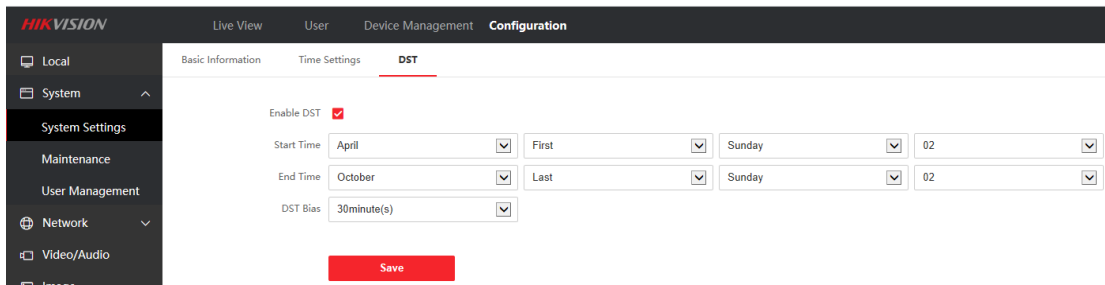 HIKVISION Live View User Device Management Configuration
Local Basic Information Time Settings DST
System
Enable DST
System Settings
Start Time April First Sunday 02
Maintenance
End Time October Last Sunday 02
User Management
DST Bias 30minute(s)
Network
Video/Audio
Save
Image